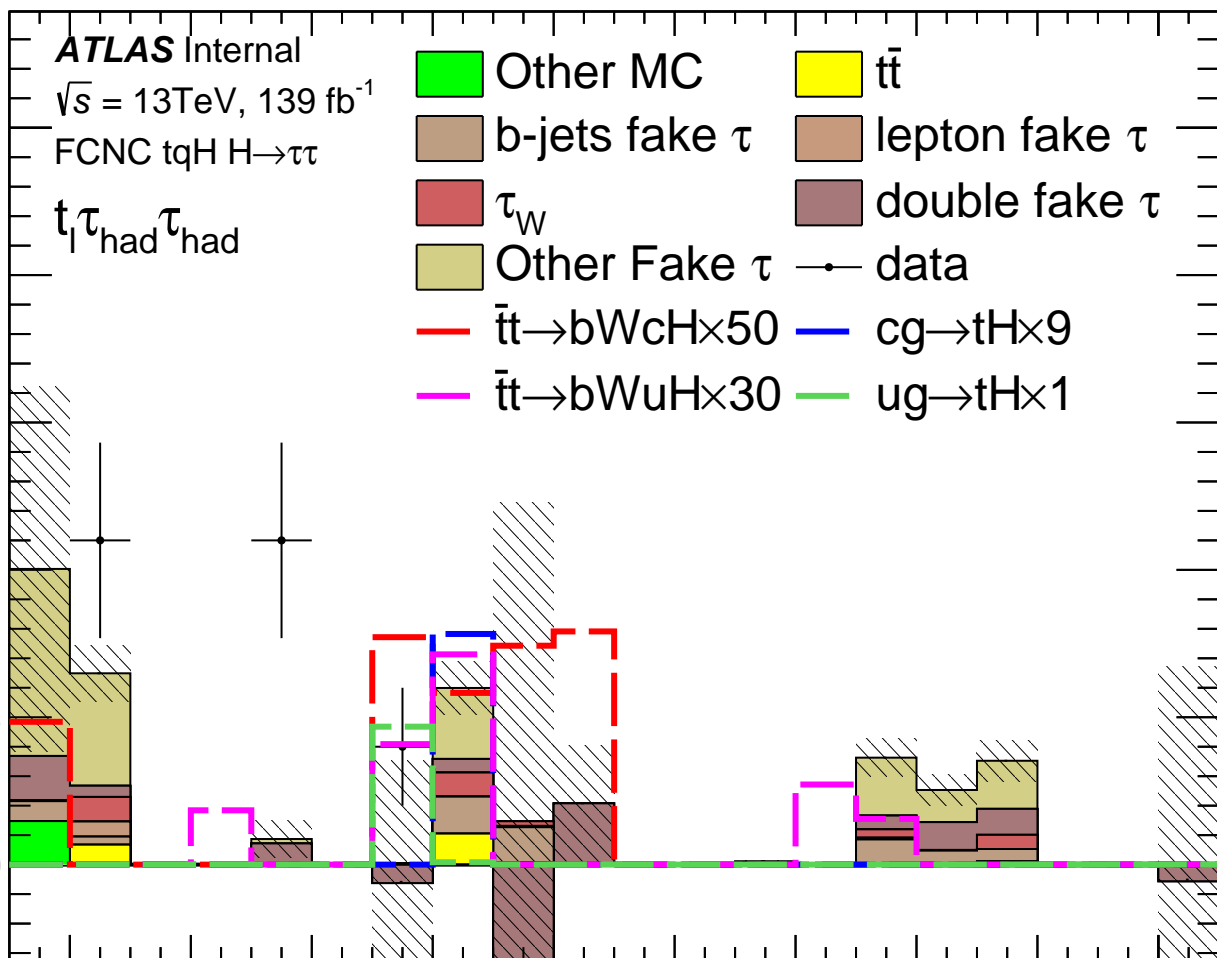 ATLAS Internal
√s = 13TeV, 139 fb⁻¹
FCNC tqH H→ττ
tₗτ_hadτ_had
Other MC
tt̄
b-jets fake τ
lepton fake τ
τ_W
double fake τ
Other Fake τ
data
t̄t→bWcH×50
cg→tH×9
t̄t→bWuH×30
ug→tH×1